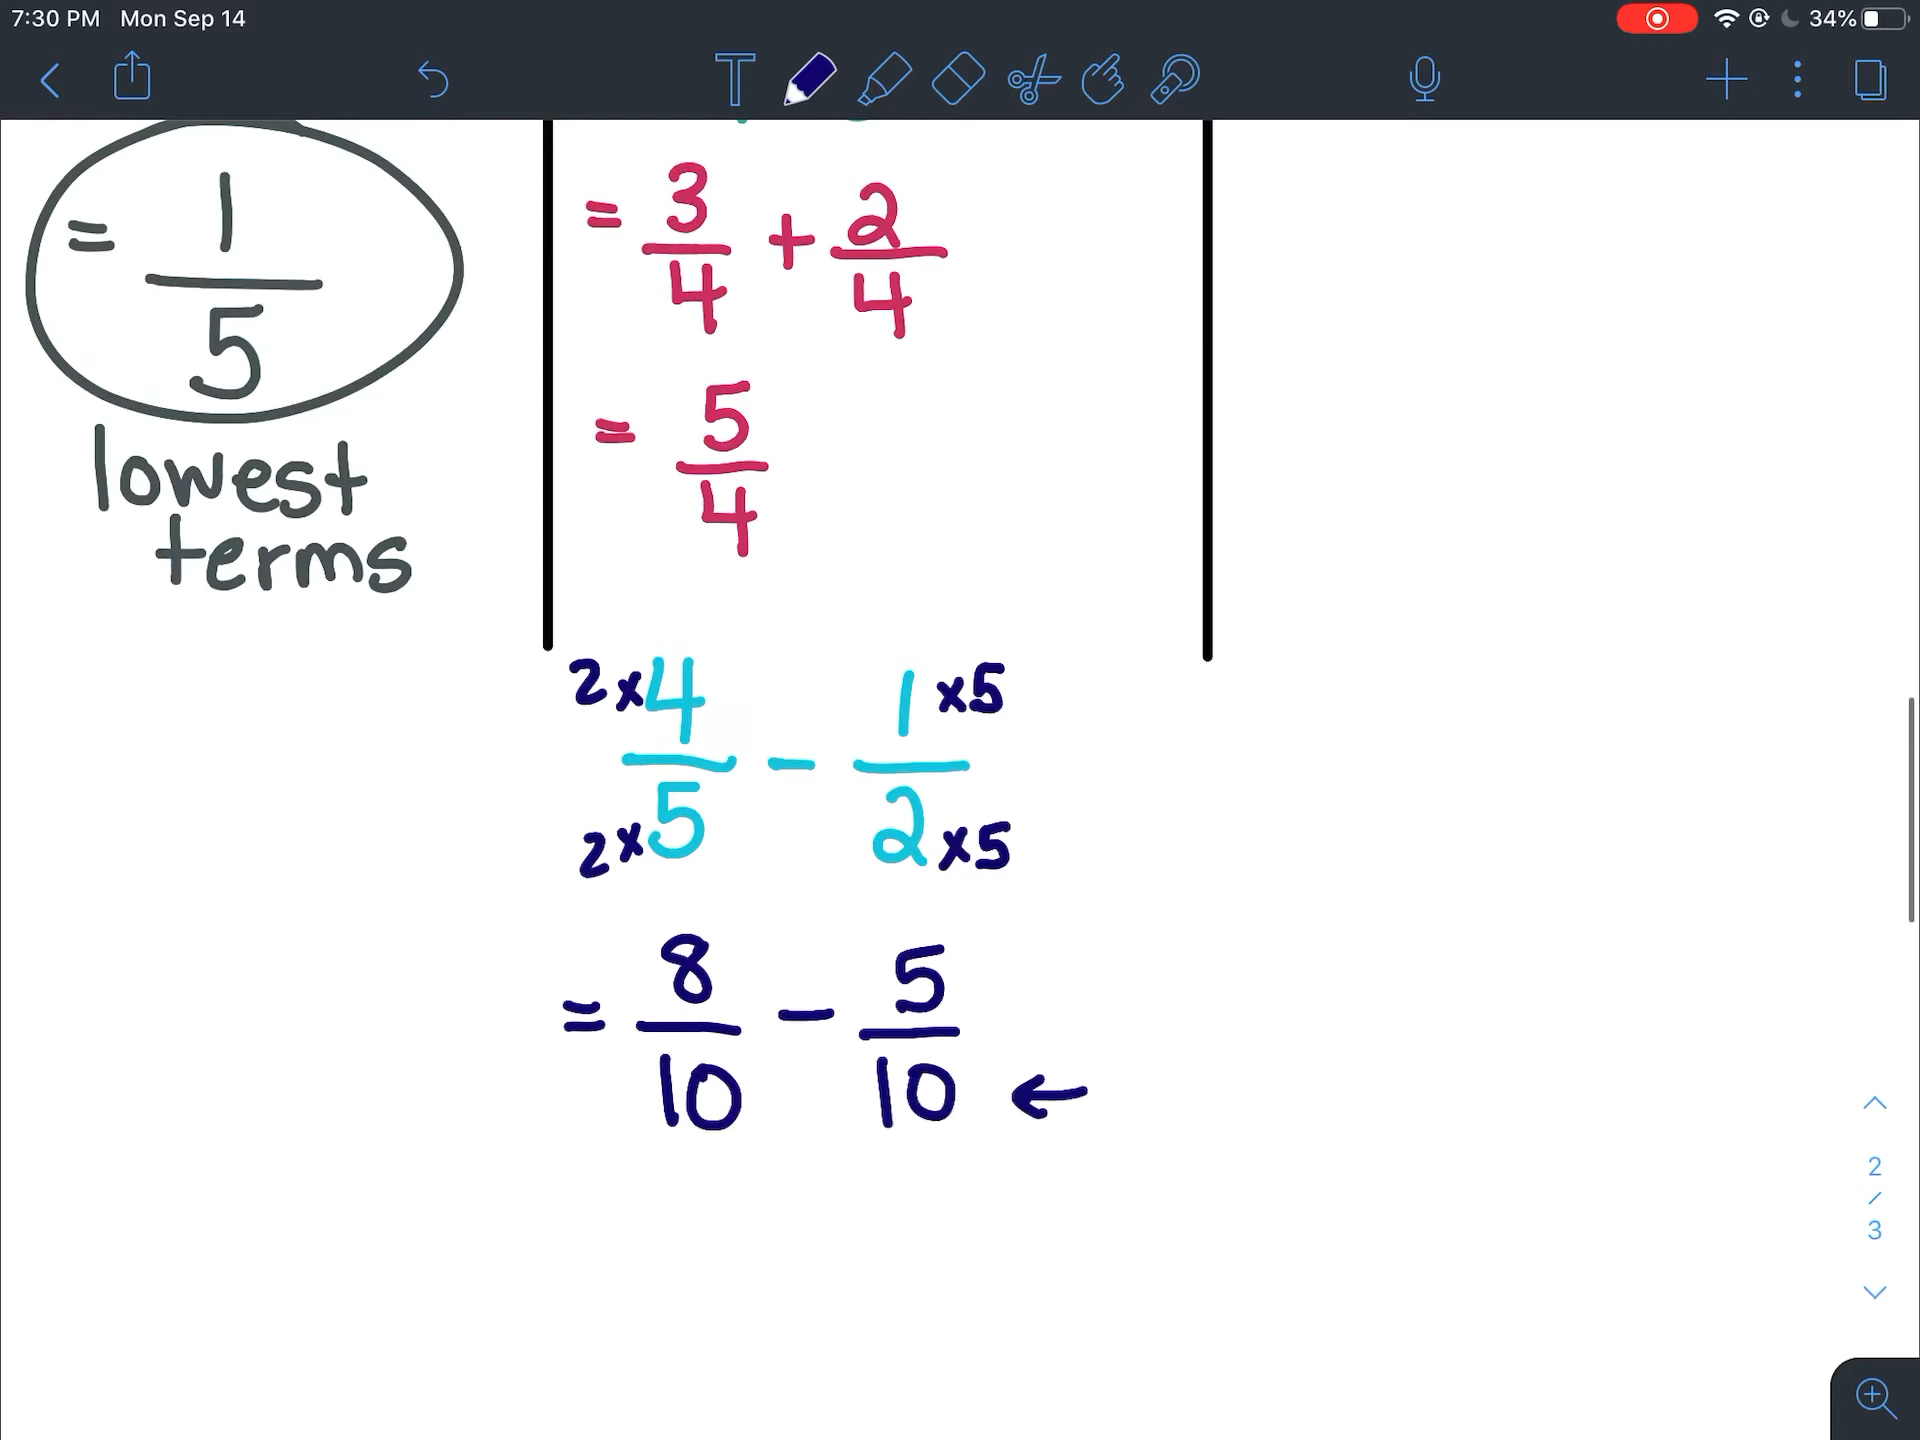 7:30 PM Mon Sep 14
34%
= 1/5
lowest
terms
= 3/4 + 2/4
= 5/4
2×4/2×5 - 1×5/2×5
= 8/10 - 5/10 ←
2
/
3